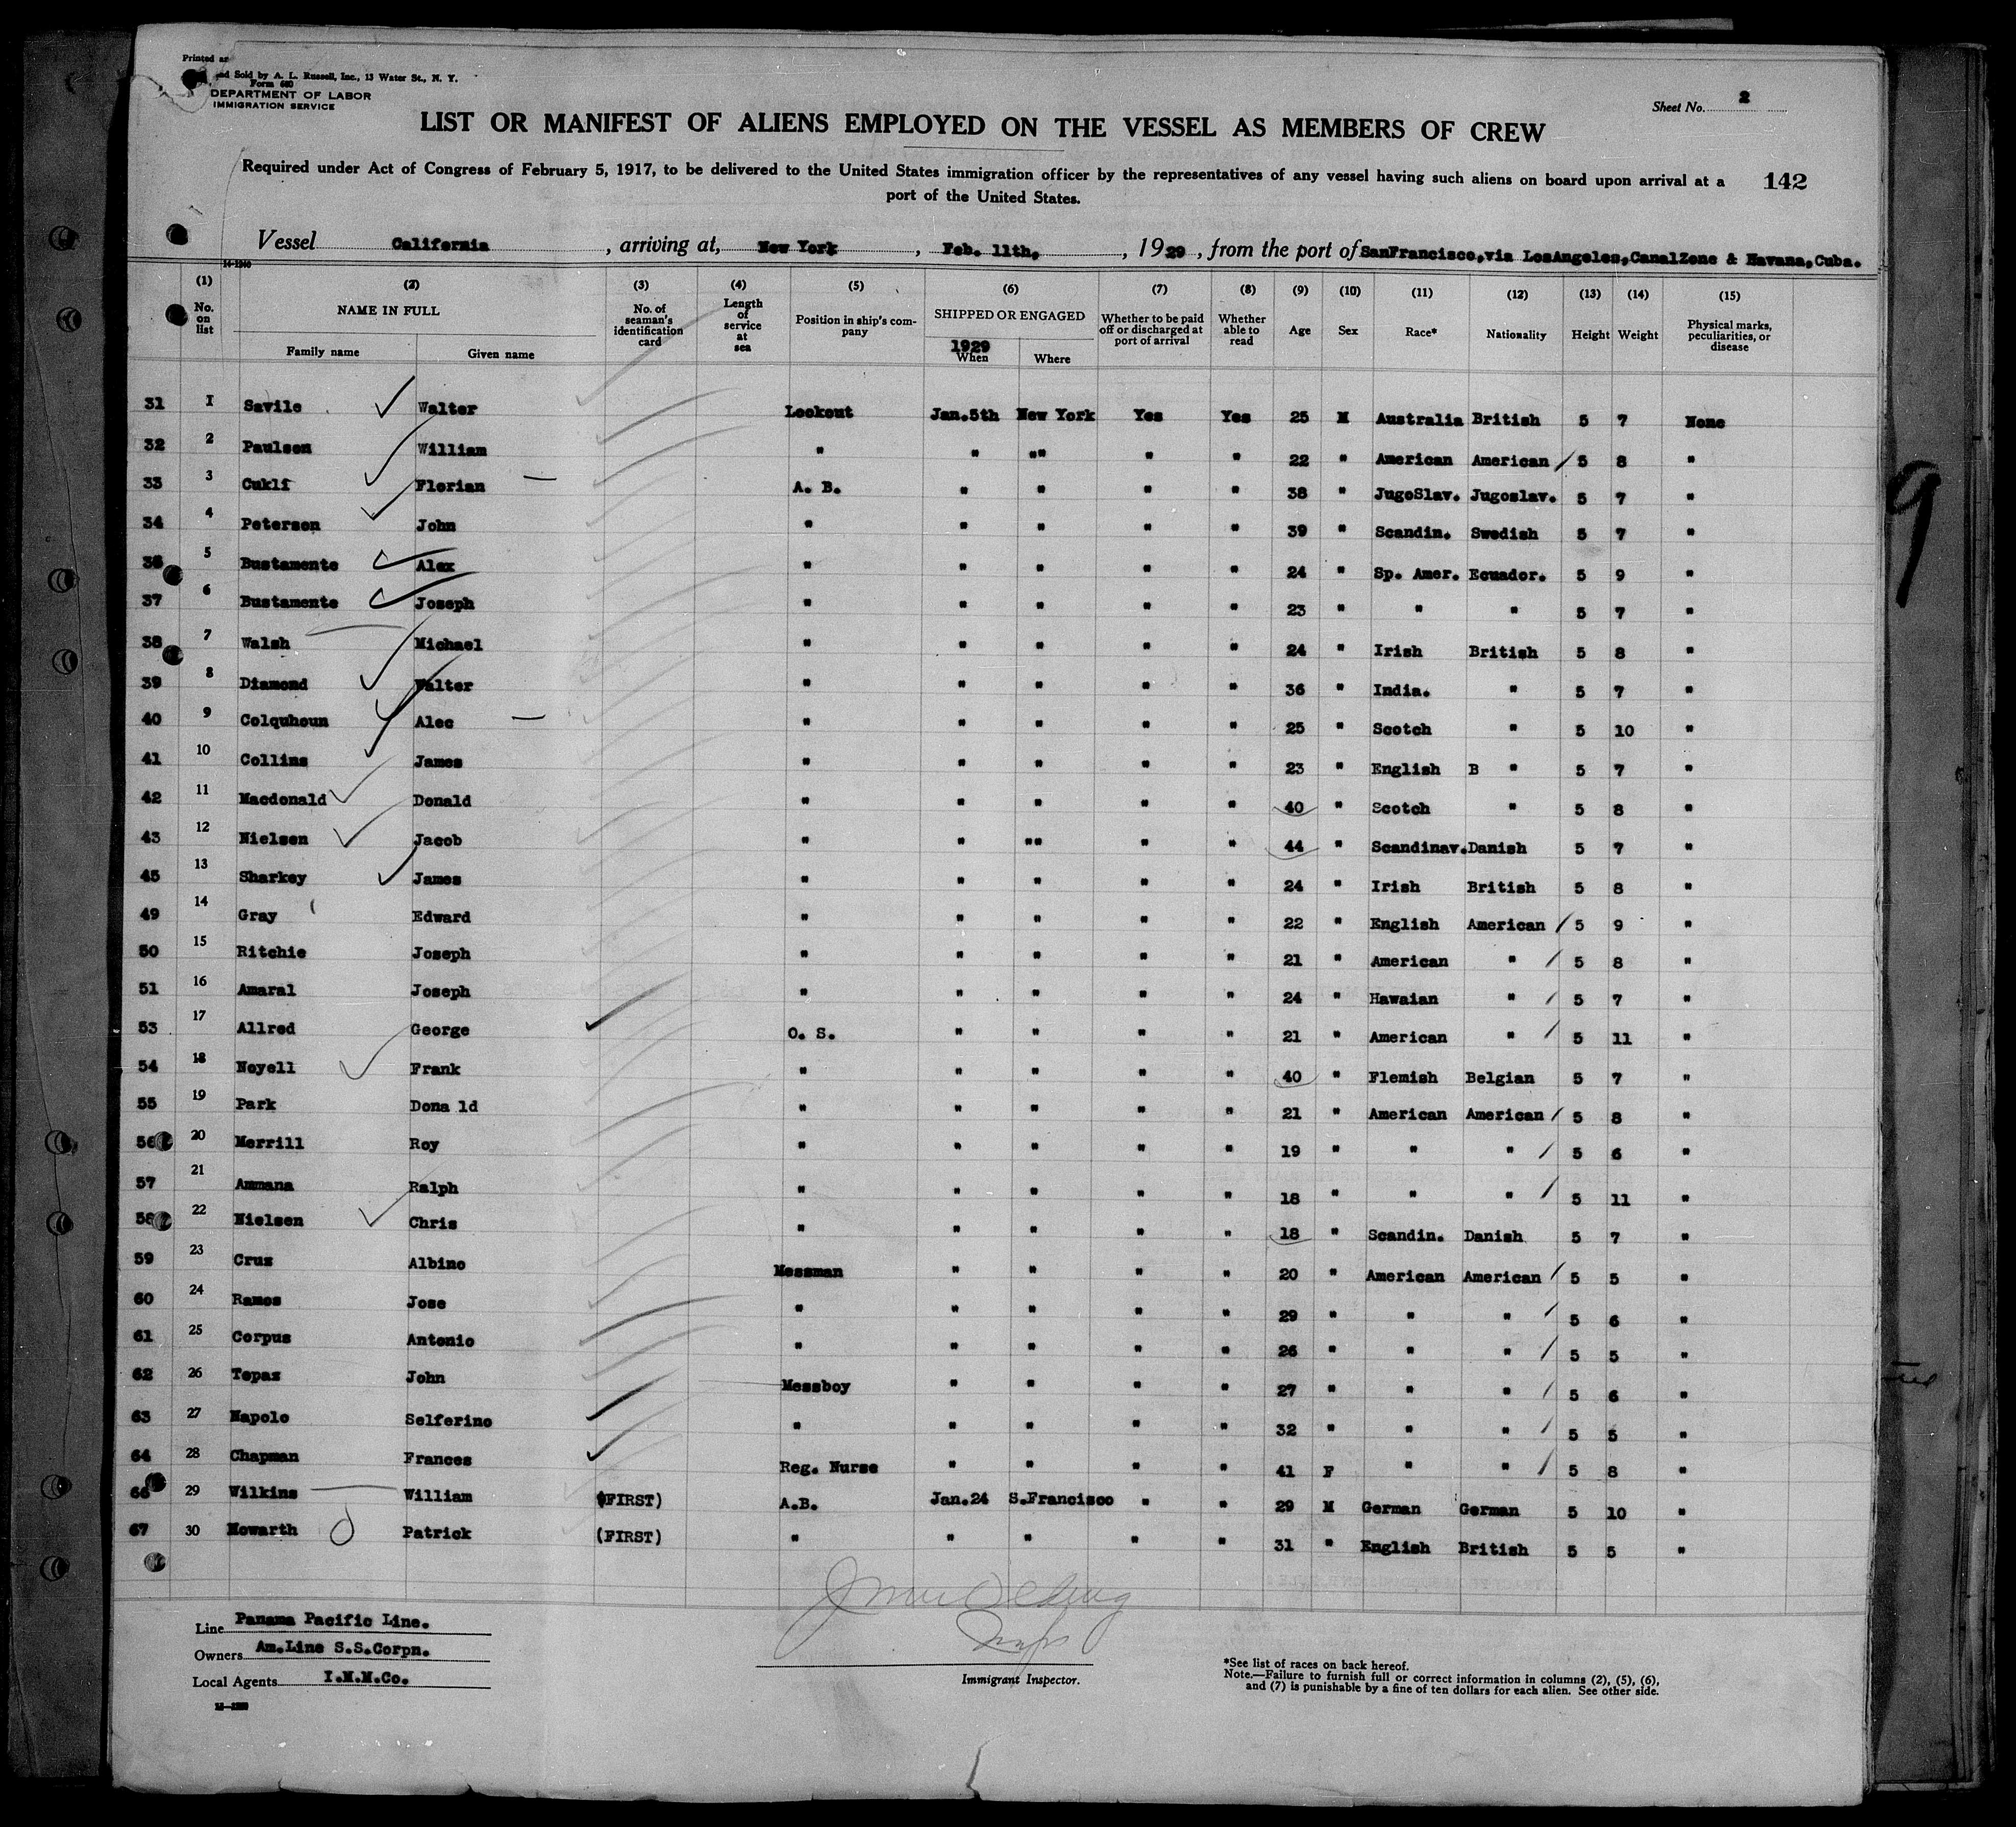 Printed an
and Sold by A. L. Russell, Inc., 13 Water St., N. Y.
Form 680
DEPARTMENT OF LABOR
IMMIGRATION SERVICE
Sheet No. 2
LIST OR MANIFEST OF ALIENS EMPLOYED ON THE VESSEL AS MEMBERS OF CREW
Required under Act of Congress of February 5, 1917, to be delivered to the United States immigration officer by the representatives of any vessel having such aliens on board upon arrival at a
port of the United States.
142
Vessel California, arriving at, New York, Feb. 11th, , 1929, from the port of SanFrancisco,via LosAngeles,CanalZone & Havana,Cuba.
14-1240
(1) (2) (3) (4) (5) (6) (7) (8) (9) (10) (11) (12) (13) (14) (15)
No. on list NAME IN FULL Family name Given name No. of seaman's identification card Length of service at sea Position in ship's company SHIPPED OR ENGAGED 1929 When Where Whether to be paid off or discharged at port of arrival Whether able to read Age Sex Race* Nationality Height Weight Physical marks, peculiarities, or disease
31 1 Savile Walter Lookout Jan.5th New York Yes Yes 25 M Australia British 5 7 None
32 2 Paulsen William " " "" " " 22 " American American 5 8 "
33 3 Cukli Florian A. B. " " " " 38 " JugoSlav. Jugoslav. 5 7 "
34 4 Peterson John " " " " " 39 " Scandin. Swedish 5 7 "
36 5 Bustamente Alex " " " " " 24 " Sp. Amer. Ecuador. 5 9 "
37 6 Bustamente Joseph " " " " " 23 " " " 5 7 "
38 7 Walsh Michael " " " " " 24 " Irish British 5 8 "
39 8 Diamond Walter " " " " " 36 " India. " 5 7 "
40 9 Colquhoun Alec " " " " " 25 " Scotch " 5 10 "
41 10 Collins James " " " " " 23 " English B " 5 7 "
42 11 Macdonald Donald " " " " " 40 " Scotch " 5 8 "
43 12 Nielsen Jacob " " "" " " 44 " Scandinav. Danish 5 7 "
45 13 Sharkey James " " " " " 24 " Irish British 5 8 "
49 14 Gray Edward " " " " " 22 " English American 5 9 "
50 15 Ritchie Joseph " " " " " 21 " American " 5 8 "
51 16 Amaral Joseph " " " " " 24 " Hawaian " 5 7 "
53 17 Allred George O. S. " " " " 21 " American " 5 11 "
54 18 Noyell Frank " " " " " 40 " Flemish Belgian 5 7 "
55 19 Park Dona ld " " " " " 21 " American American 5 8 "
56 20 Merrill Roy " " " " " 19 " " " 5 6 "
57 21 Ammana Ralph " " " " " 18 " " " 5 11 "
58 22 Nielsen Chris " " " " " 18 " Scandin. Danish 5 7 "
59 23 Cruz Albino Messman " " " " 20 " American American 5 5 "
60 24 Ramos Jose " " " " " 29 " " " 5 6 "
61 25 Corpus Antonio " " " " " 26 " " " 5 5 "
62 26 Topaz John Messboy " " " " 27 " " " 5 6 "
63 27 Napolo Selferino " " " " " 32 " " " 5 5 "
64 28 Chapman Frances Reg. Nurse " " " " 41 F " " 5 8 "
66 29 Wilkins William (FIRST) A.B. Jan.24 S.Francisco " " 29 M German German 5 10 "
67 30 Howarth Patrick (FIRST) " " " " " 31 " English British 5 5 "
Line Panama Pacific Line.
Owners Am.Line S.S.Corpn.
Local Agents I.M.M.Co.
Immigrant Inspector.
*See list of races on back hereof.
Note.—Failure to furnish full or correct information in columns (2), (5), (6),
and (7) is punishable by a fine of ten dollars for each alien. See other side.
9